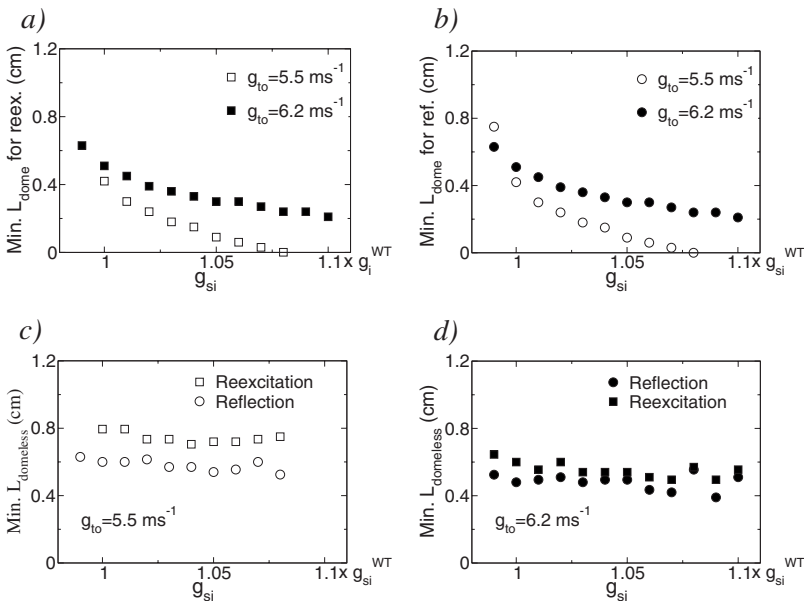 a)
Min. L_dome for reex. (cm)
1.2
0.8
0.4
0
g_to=5.5 ms^-1
g_to=6.2 ms^-1
1
1.05
1.1x g_i^WT
g_si
b)
Min. L_dome for ref. (cm)
1.2
0.8
0.4
0
g_to=5.5 ms^-1
g_to=6.2 ms^-1
1
1.05
1.1x g_si^WT
g_si
c)
Min. L_domeless (cm)
1.2
0.8
0.4
0
Reexcitation
Reflection
g_to=5.5 ms^-1
1
1.05
1.1x g_si^WT
g_si
d)
Min. L_domeless (cm)
1.2
0.8
0.4
0
Reflection
Reexcitation
g_to=6.2 ms^-1
1
1.05
1.1x g_si^WT
g_si